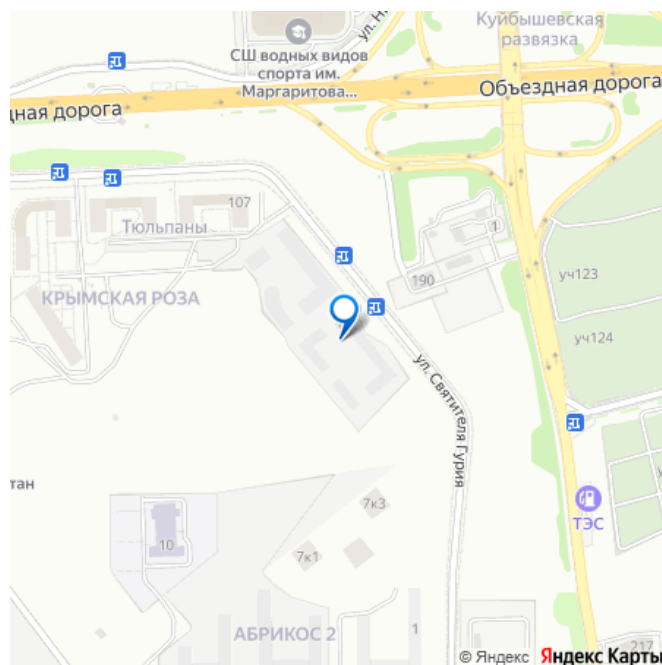 Куйбышевская
развязка
ул. Н
СШ водных видов
спорта им.
Маргаритова...
Объездная дорога
дная дорога
107
Тюльпаны
1
190
уч123
КРЫМСКАЯ РОЗА
уч124
ул. Святителя Гурия
тан
7к3
ТЭС
10
7к1
АБРИКОС 2
1
217
© Яндекс Яндекс Карты